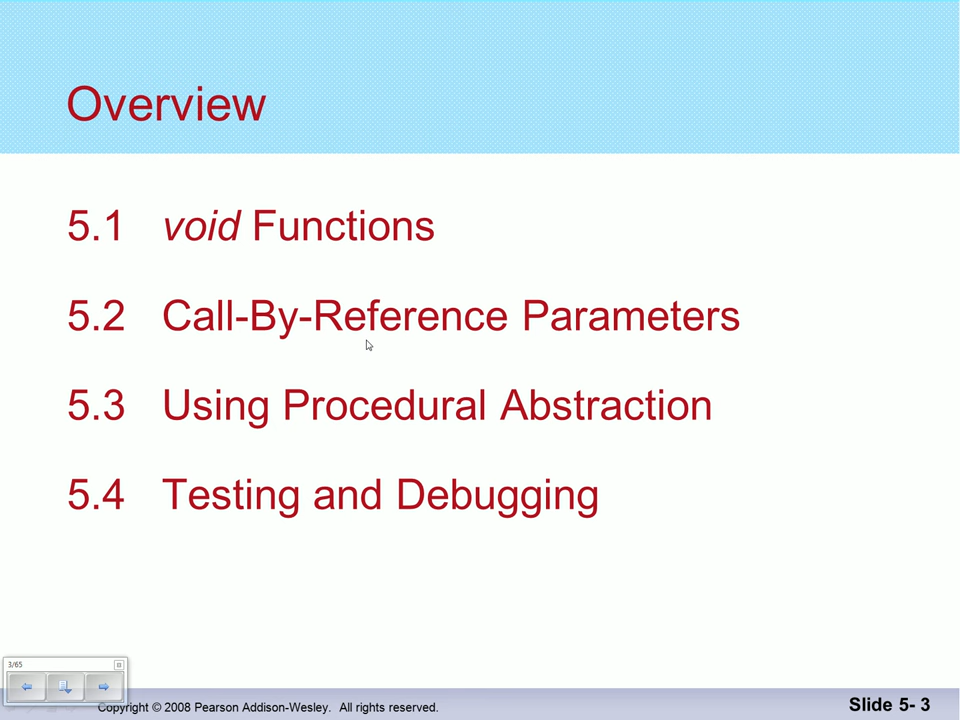 Overview
5.1 void Functions
5.2 Call-By-Reference Parameters
5.3 Using Procedural Abstraction
5.4 Testing and Debugging
3/65
Copyright © 2008 Pearson Addison-Wesley. All rights reserved.
Slide 5- 3